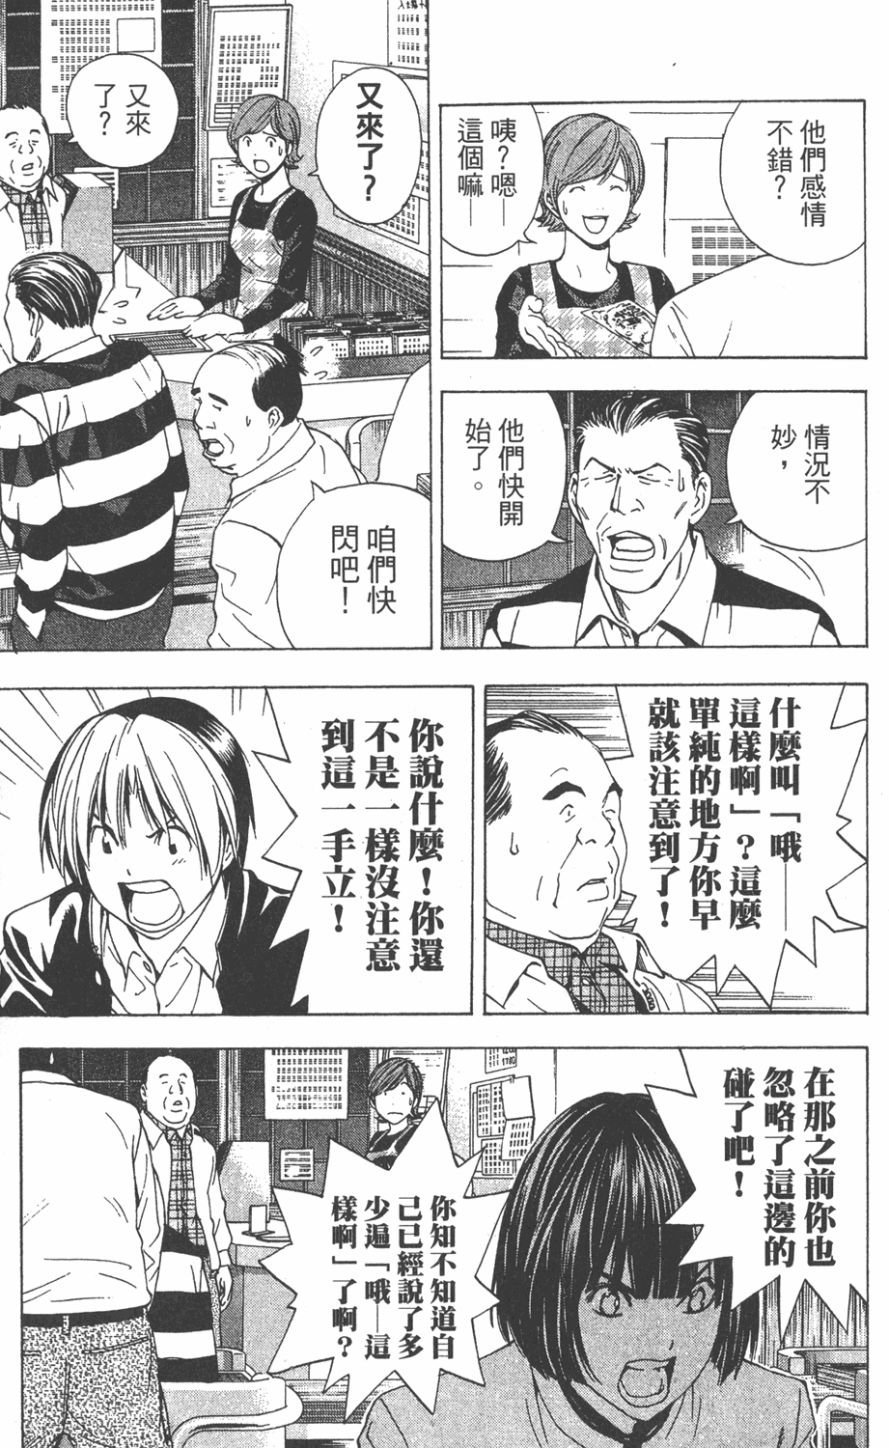 他們感情
不錯？
咦？嗯——
這個嘛——
情況不
妙，
他們快開
始了。
又來了？
又來
了？
咱們快
閃吧！
什麼叫「哦——
這樣啊」？這麼
單純的地方你早
就該注意到了！
你說什麼！你還
不是一樣沒注意
到這一手立！
在那之前你也
忽略了這邊的
碰了吧！
你知不知道自
己已經說了多
少遍「哦——這
樣啊」了啊？